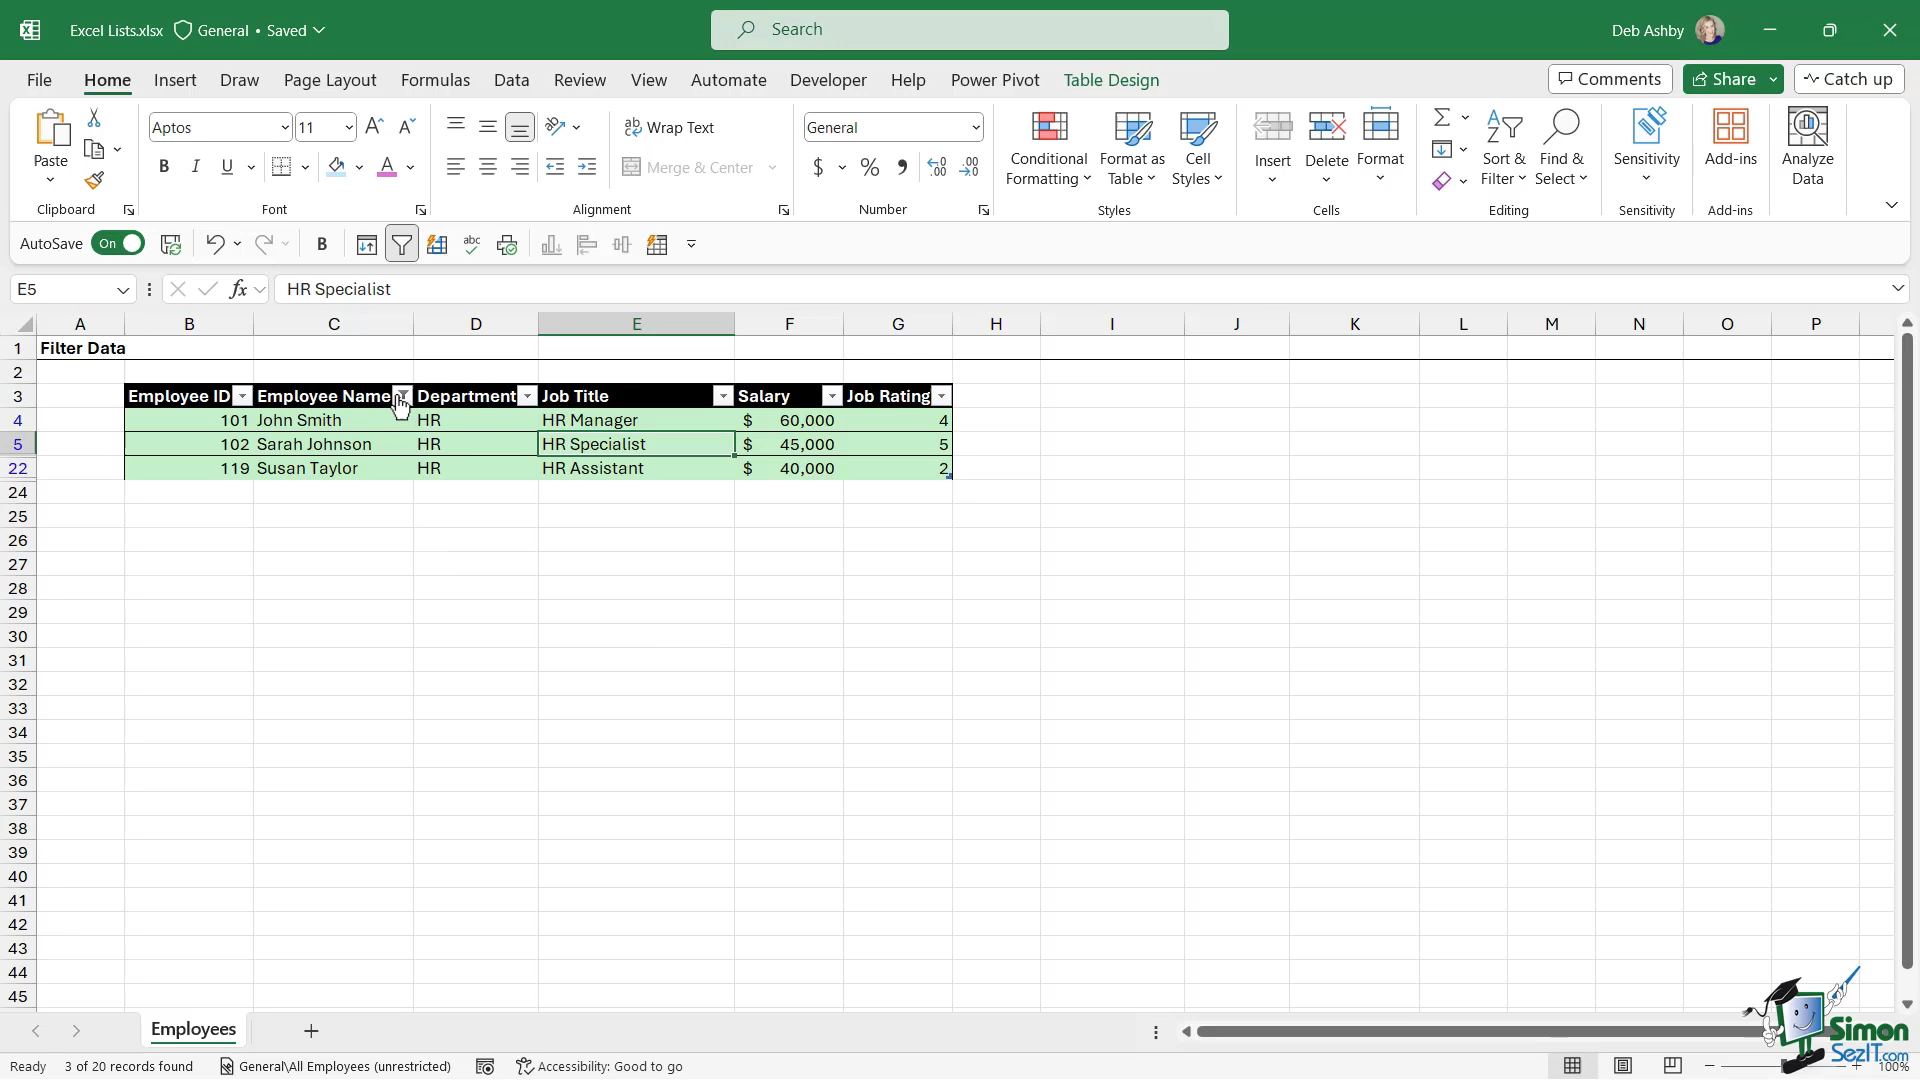 Excel Lists.xlsx General • Saved
Search
Deb Ashby
File Home Insert Draw Page Layout Formulas Data Review View Automate Developer Help Power Pivot Table Design
Comments Share Catch up
Paste
Clipboard
Aptos 11
B I U
Font
Wrap Text
Merge & Center
Alignment
General
$ % ,
Number
Conditional Formatting
Format as Table
Cell Styles
Styles
Insert Delete Format
Cells
Sort & Filter
Find & Select
Editing
Sensitivity
Sensitivity
Add-ins
Add-ins
Analyze Data
AutoSave On B abc
E5 fx HR Specialist
A B C D E F G H I J K L M N O P
1 Filter Data
2
3 Employee ID Employee Name Department Job Title Salary Job Rating
4 101 John Smith HR HR Manager $ 60,000 4
5 102 Sarah Johnson HR HR Specialist $ 45,000 5
22 119 Susan Taylor HR HR Assistant $ 40,000 2
24
25
26
27
28
29
30
31
32
33
34
35
36
37
38
39
40
41
42
43
44
45
Employees
Simon
SezIT.com
Ready 3 of 20 records found General\All Employees (unrestricted) Accessibility: Good to go 100%